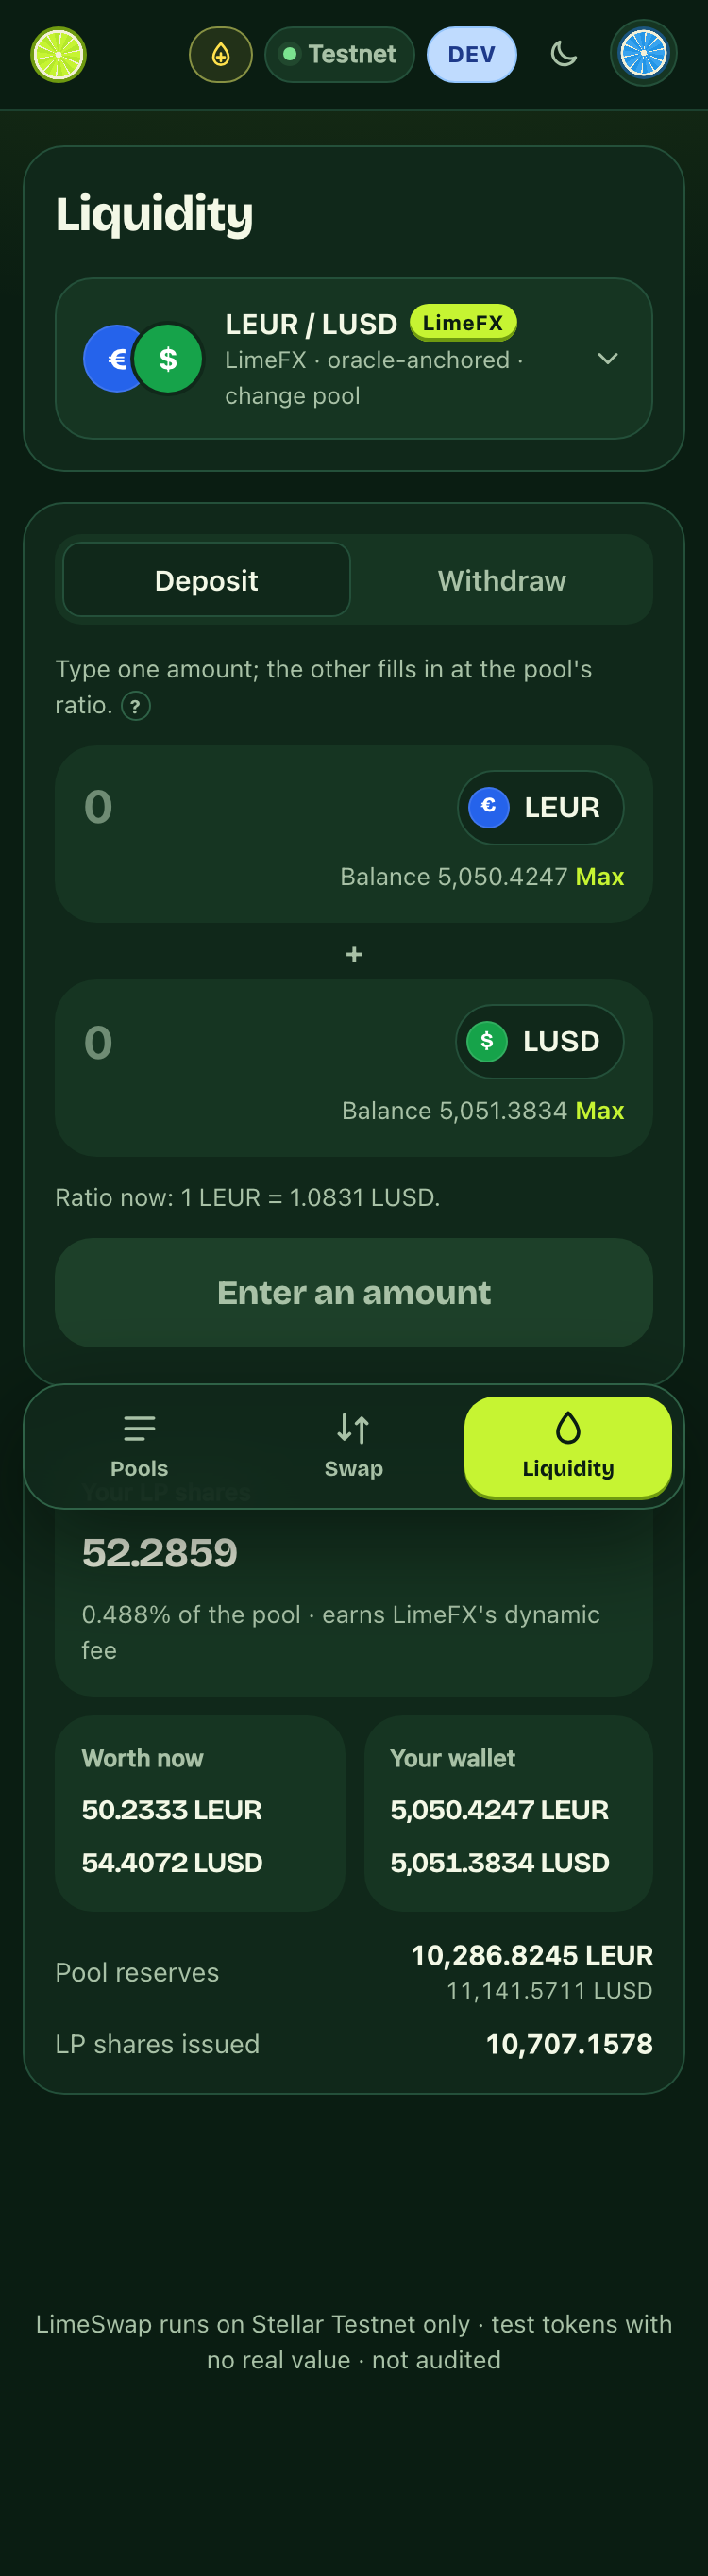 Testnet
DEV
Liquidity
€ $
LEUR / LUSD LimeFX
LimeFX · oracle-anchored ·
change pool
Deposit
Withdraw
Type one amount; the other fills in at the pool's
ratio. ?
0
€ LEUR
Balance 5,050.4247 Max
+
0
$ LUSD
Balance 5,051.3834 Max
Ratio now: 1 LEUR = 1.0831 LUSD.
Enter an amount
Pools
Swap
Liquidity
Your LP shares
52.2859
0.488% of the pool · earns LimeFX's dynamic
fee
Worth now
50.2333 LEUR
54.4072 LUSD
Your wallet
5,050.4247 LEUR
5,051.3834 LUSD
Pool reserves
10,286.8245 LEUR
11,141.5711 LUSD
LP shares issued
10,707.1578
LimeSwap runs on Stellar Testnet only · test tokens with
no real value · not audited